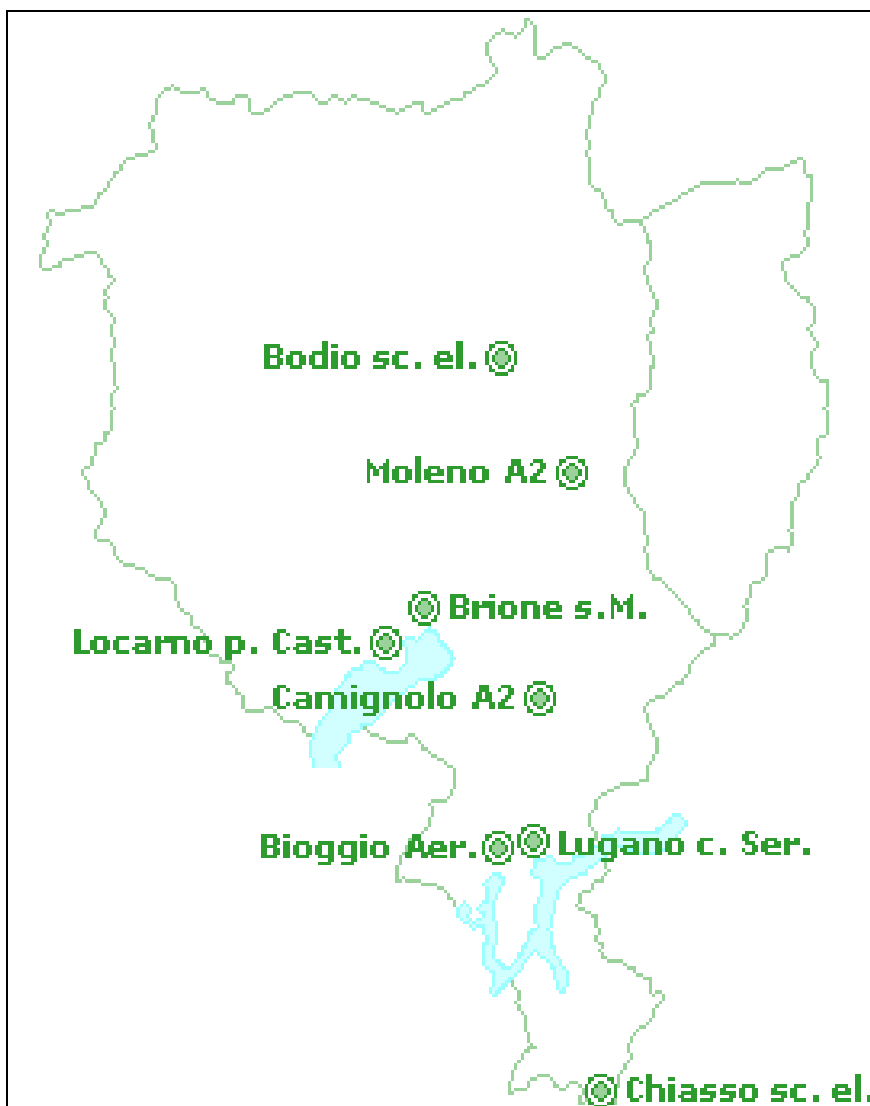 Bodio sc. el.
Moleno A2
Brione s.M.
Locarno p. Cast.
Camignolo A2
Bioggio Aer.
Lugano c. Ser.
Chiasso sc. el.